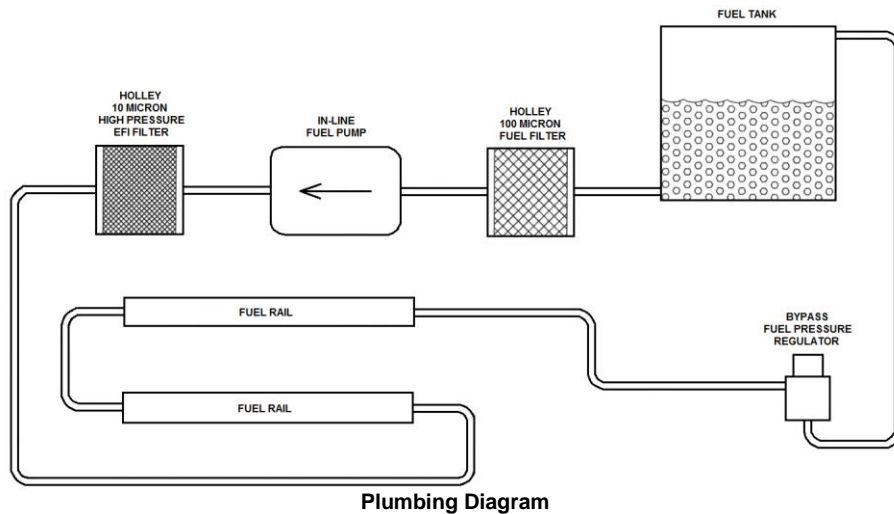 FUEL TANK
HOLLEY
10 MICRON
HIGH PRESSURE
EFI FILTER
IN-LINE
FUEL PUMP
HOLLEY
100 MICRON
FUEL FILTER
FUEL RAIL
BYPASS
FUEL PRESSURE
REGULATOR
FUEL RAIL
Plumbing Diagram